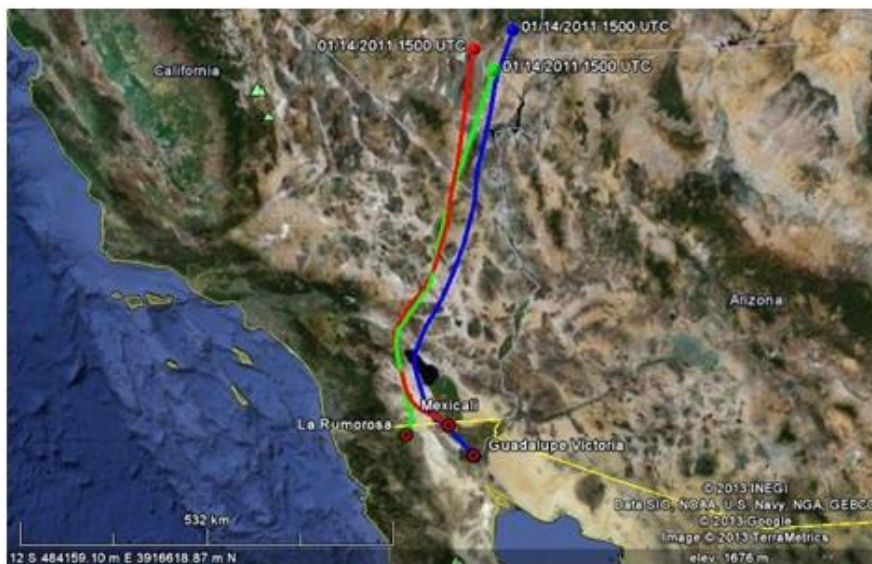 01/14/2011 1500 UTC
01/14/2011 1500 UTC
01/14/2011 1500 UTC
California
Arizona
Mexicali
La Rumorosa
Guadalupe Victoria
© 2013 INEGI
Data SIO, NOAA, U.S. Navy, NGA, GEBCO
© 2013 Google
Image © 2013 TerraMetrics
532 km
12 S 484159.10 m E 3916618.87 m N
elev. 1676 m